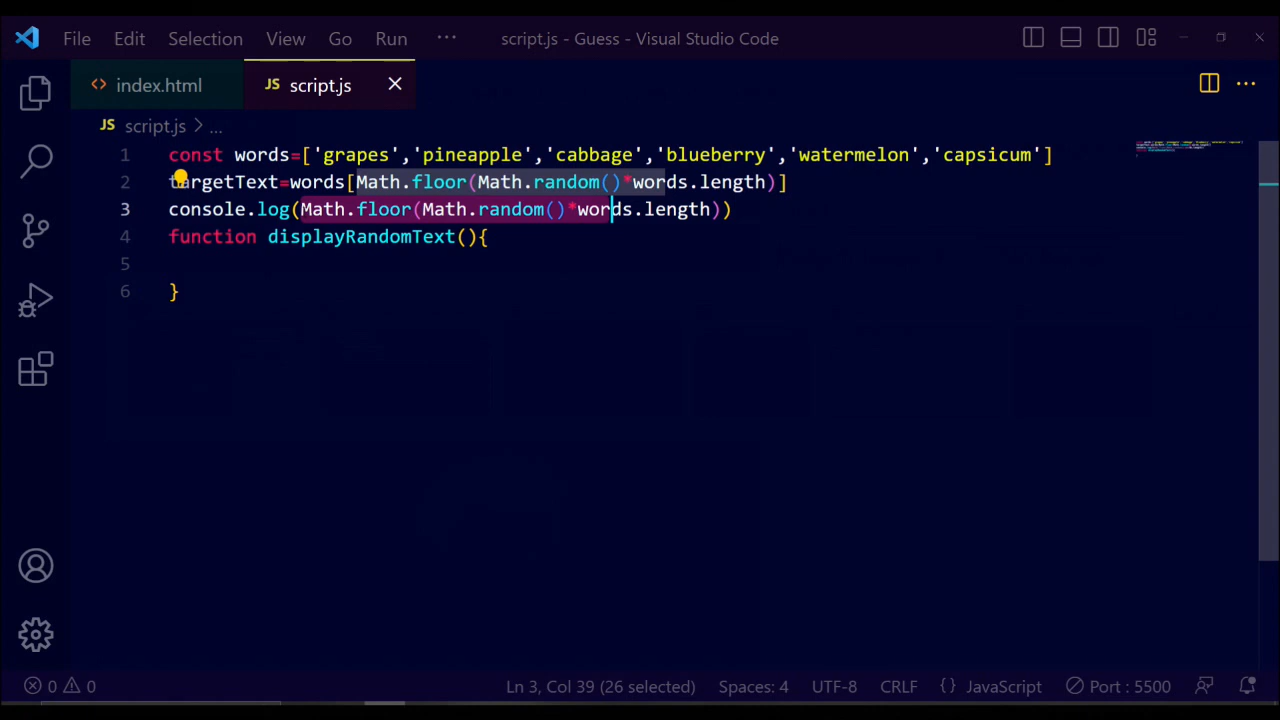 File Edit Selection View Go Run ··· script.js - Guess - Visual Studio Code
<> index.html JS script.js
JS script.js > ...
1 const words=['grapes','pineapple','cabbage','blueberry','watermelon','capsicum']
2 targetText=words[Math.floor(Math.random()*words.length)]
3 console.log(Math.floor(Math.random()*words.length))
4 function displayRandomText(){
5
6 }
0 0 Ln 3, Col 39 (26 selected) Spaces: 4 UTF-8 CRLF {} JavaScript Port : 5500